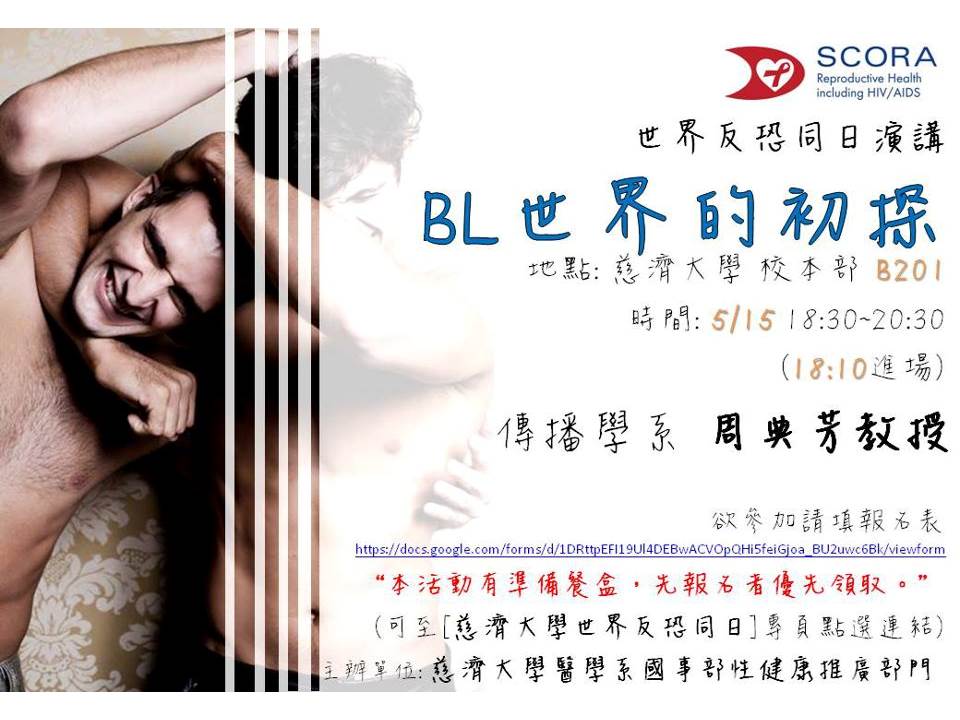 SCORA
Reproductive Health
including HIV/AIDS
世界反恐同日演講
BL世界的初探
地點: 慈濟大學 校本部 B201
時間: 5/15 18:30~20:30
(18:10進場)
傳播學系 周典芳教授
欲參加請填報名表
https://docs.google.com/forms/d/1DRttpEFI19Ul4DEBwACVOpQHi5feiGjoa_BU2uwc6Bk/viewform
“本活動有準備餐盒，先報名者優先領取。”
(可至[慈濟大學世界反恐同日]專頁點選連結)
主辦單位: 慈濟大學醫學系國事部性健康推廣部門